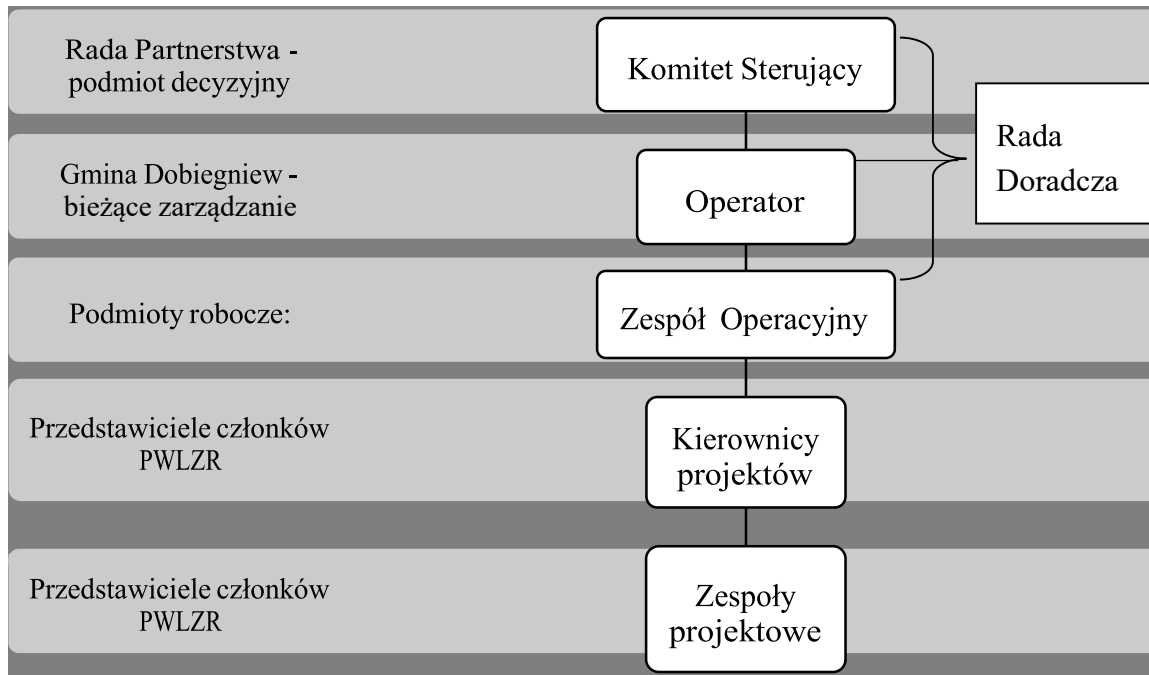 Rada Partnerstwa -
podmiot decyzyjny
Komitet Sterujący
Rada
Doradcza
Gmina Dobiegniew -
bieżące zarządzanie
Operator
Podmioty robocze:
Zespół Operacyjny
Przedstawiciele członków
PWLZR
Kierownicy
projektów
Przedstawiciele członków
PWLZR
Zespoły
projektowe